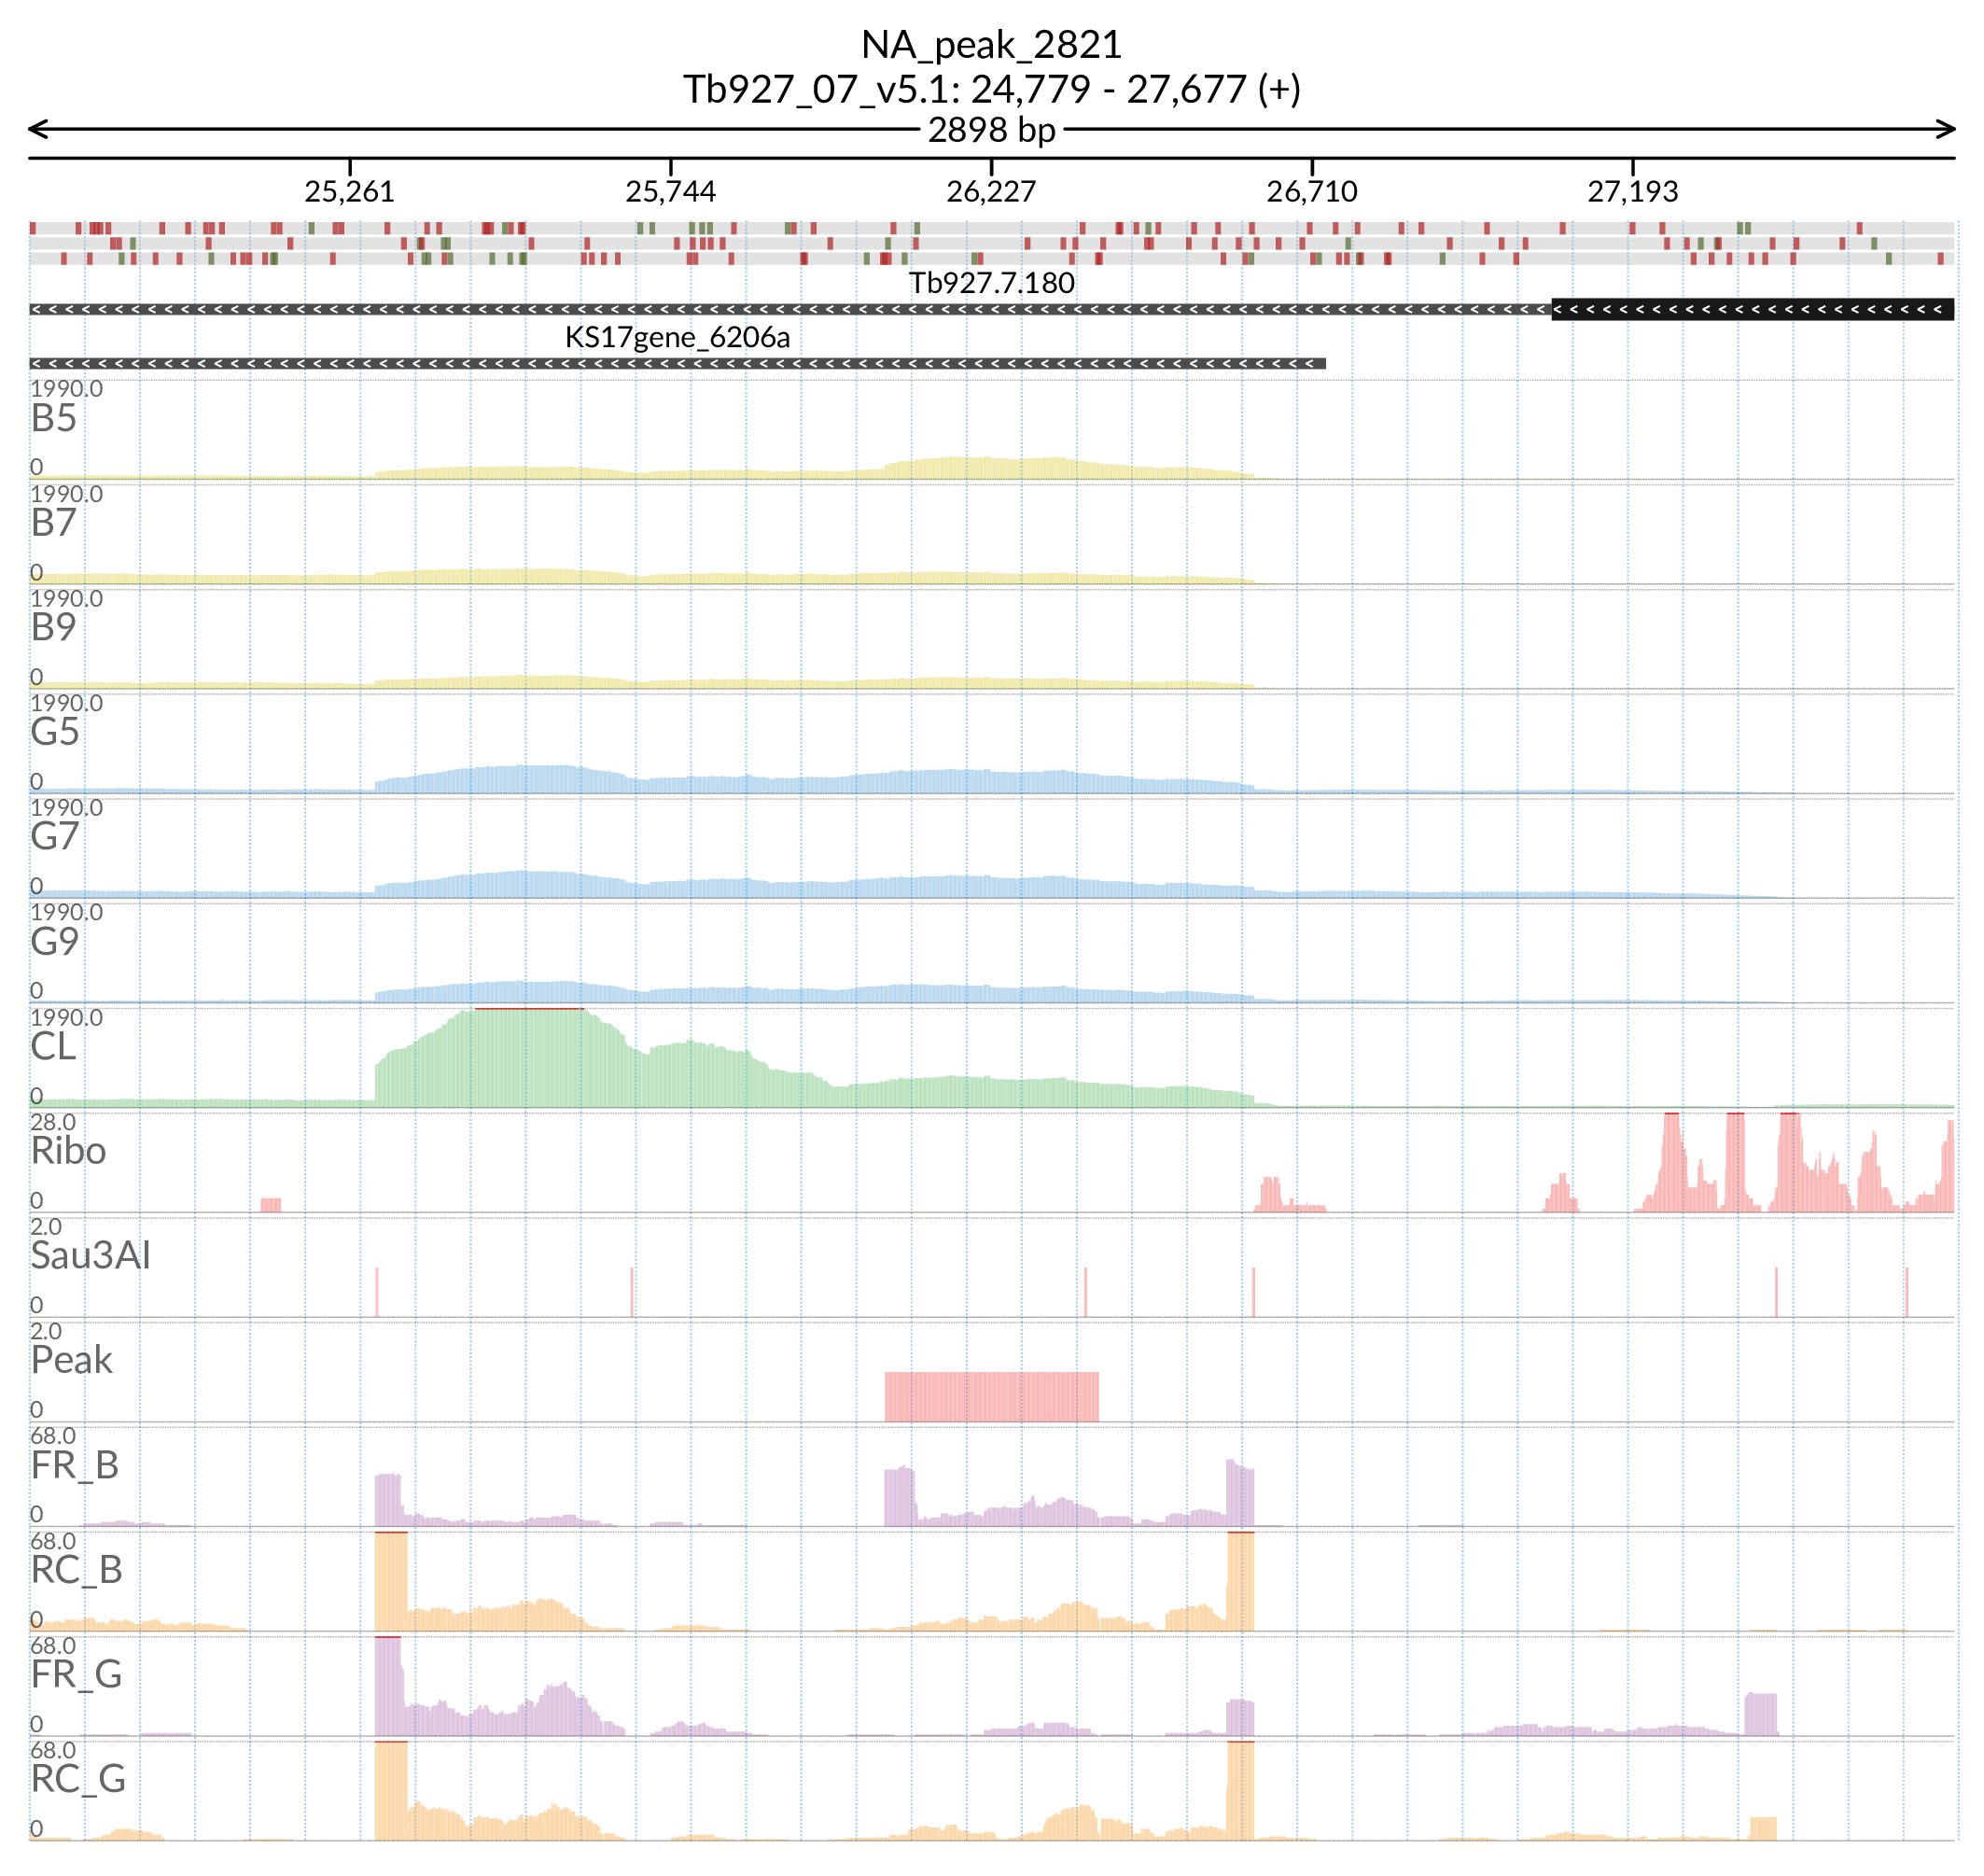 NA_peak_2821
Tb927_07_v5.1: 24,779 - 27,677 (+)
2898 bp
25,261 25,744 26,227 26,710 27,193
Tb927.7.180
KS17gene_6206a
1990.0
B5
0
1990.0
B7
0
1990.0
B9
0
1990.0
G5
0
1990.0
G7
0
1990.0
G9
0
1990.0
CL
0
28.0
Ribo
0
2.0
Sau3AI
0
2.0
Peak
0
68.0
FR_B
0
68.0
RC_B
0
68.0
FR_G
0
68.0
RC_G
0